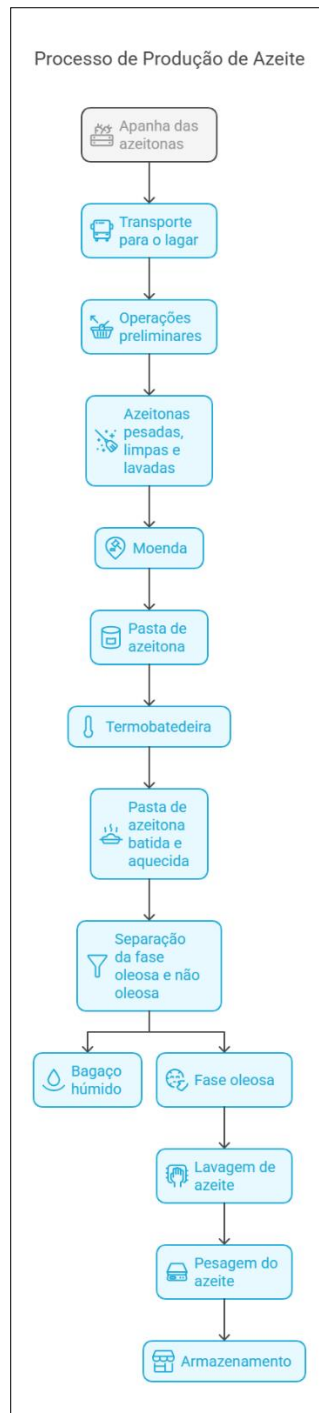 Processo de Produção de Azeite
Apanha das
azeitonas
Transporte
para o lagar
Operações
preliminares
Azeitonas
pesadas,
limpas e
lavadas
Moenda
Pasta de
azeitona
Termobatedeira
Pasta de
azeitona
batida e
aquecida
Separação
da fase
oleosa e não
oleosa
Bagaço
húmido
Fase oleosa
Lavagem de
azeite
Pesagem do
azeite
Armazenamento